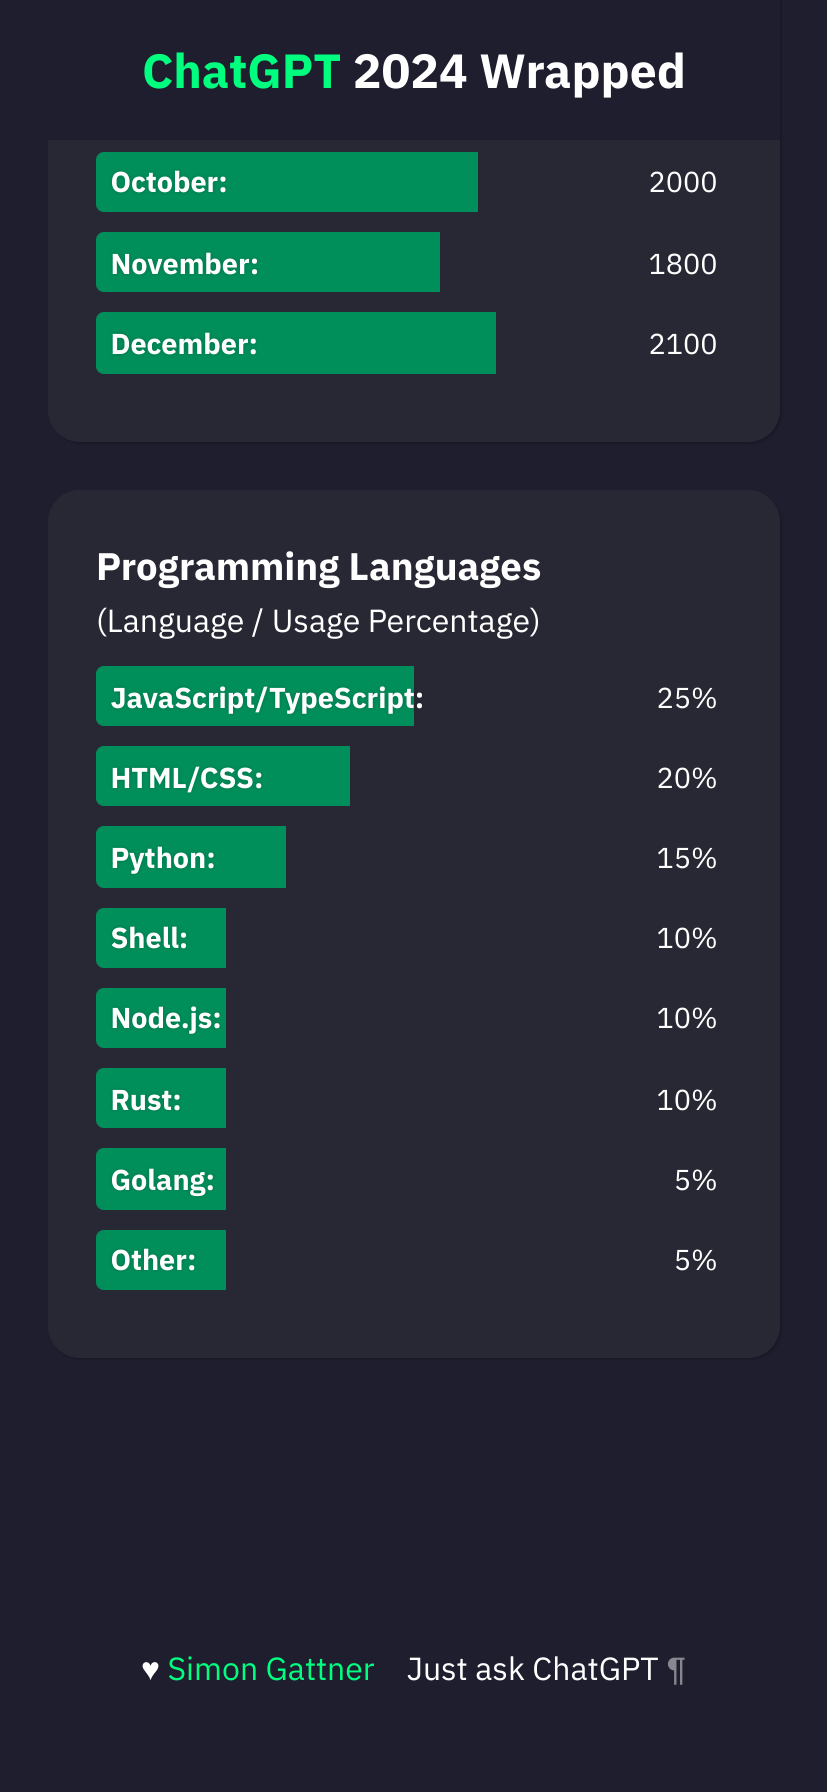 ChatGPT 2024 Wrapped
October: 2000
November: 1800
December: 2100
Programming Languages
(Language / Usage Percentage)
JavaScript/TypeScript: 25%
HTML/CSS: 20%
Python: 15%
Shell: 10%
Node.js: 10%
Rust: 10%
Golang: 5%
Other: 5%
♥ Simon Gattner Just ask ChatGPT ¶